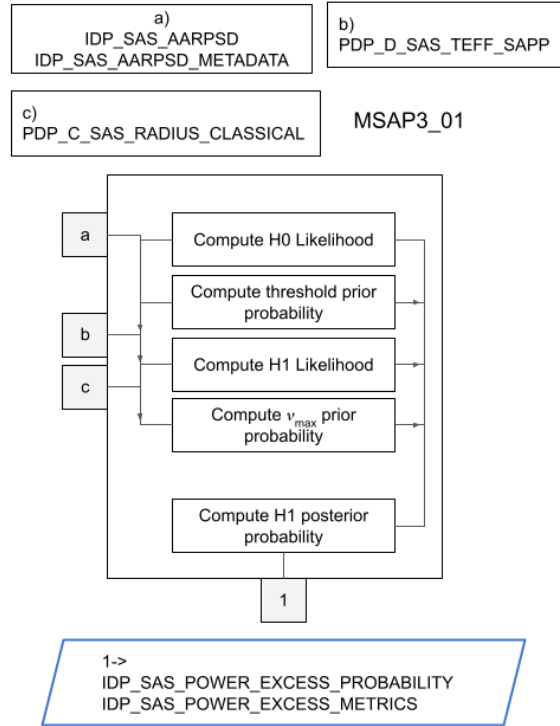 a)
IDP_SAS_AARPSD
IDP_SAS_AARPSD_METADATA
b)
PDP_D_SAS_TEFF_SAPP
c)
PDP_C_SAS_RADIUS_CLASSICAL
MSAP3_01
a
Compute H0 Likelihood
Compute threshold prior
probability
b
Compute H1 Likelihood
c
Compute νmax prior
probability
Compute H1 posterior
probability
1
1->
IDP_SAS_POWER_EXCESS_PROBABILITY
IDP_SAS_POWER_EXCESS_METRICS